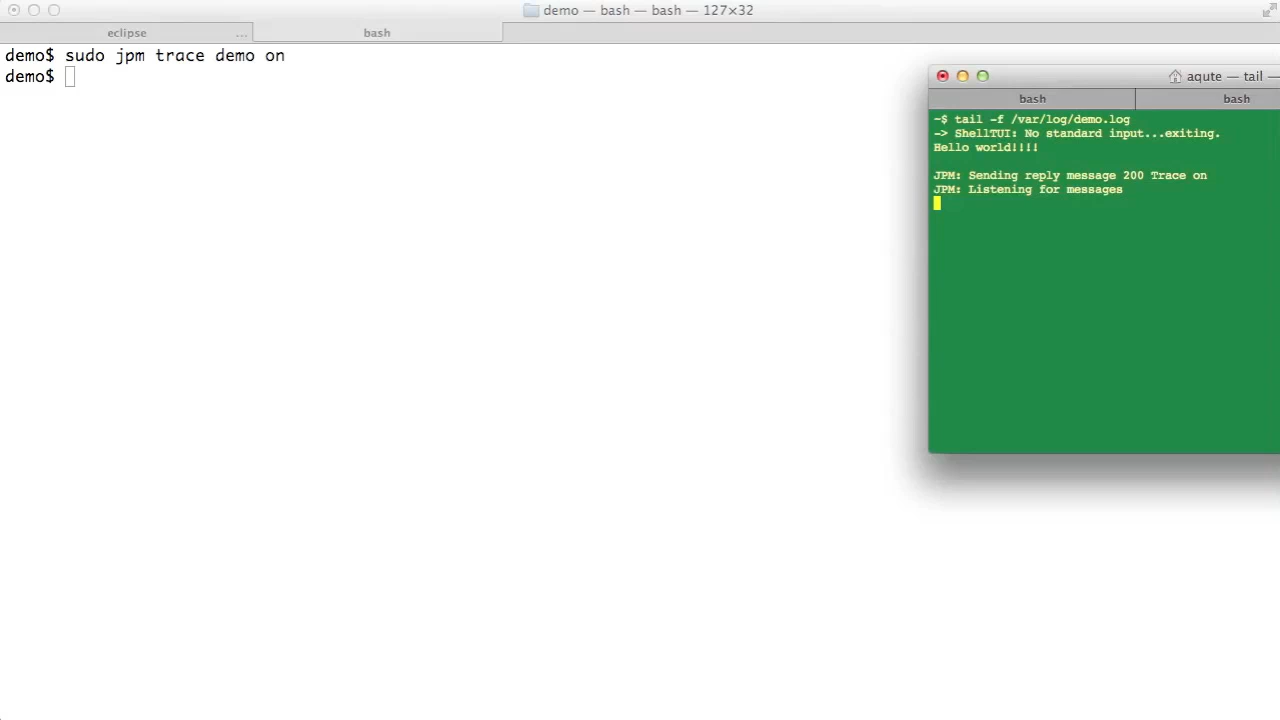 demo — bash — bash — 127×32
eclipse ... bash
demo$ sudo jpm trace demo on
demo$
aqute — tail —
bash bash
~$ tail -f /var/log/demo.log
-> ShellTUI: No standard input...exiting.
Hello world!!!!
JPM: Sending reply message 200 Trace on
JPM: Listening for messages